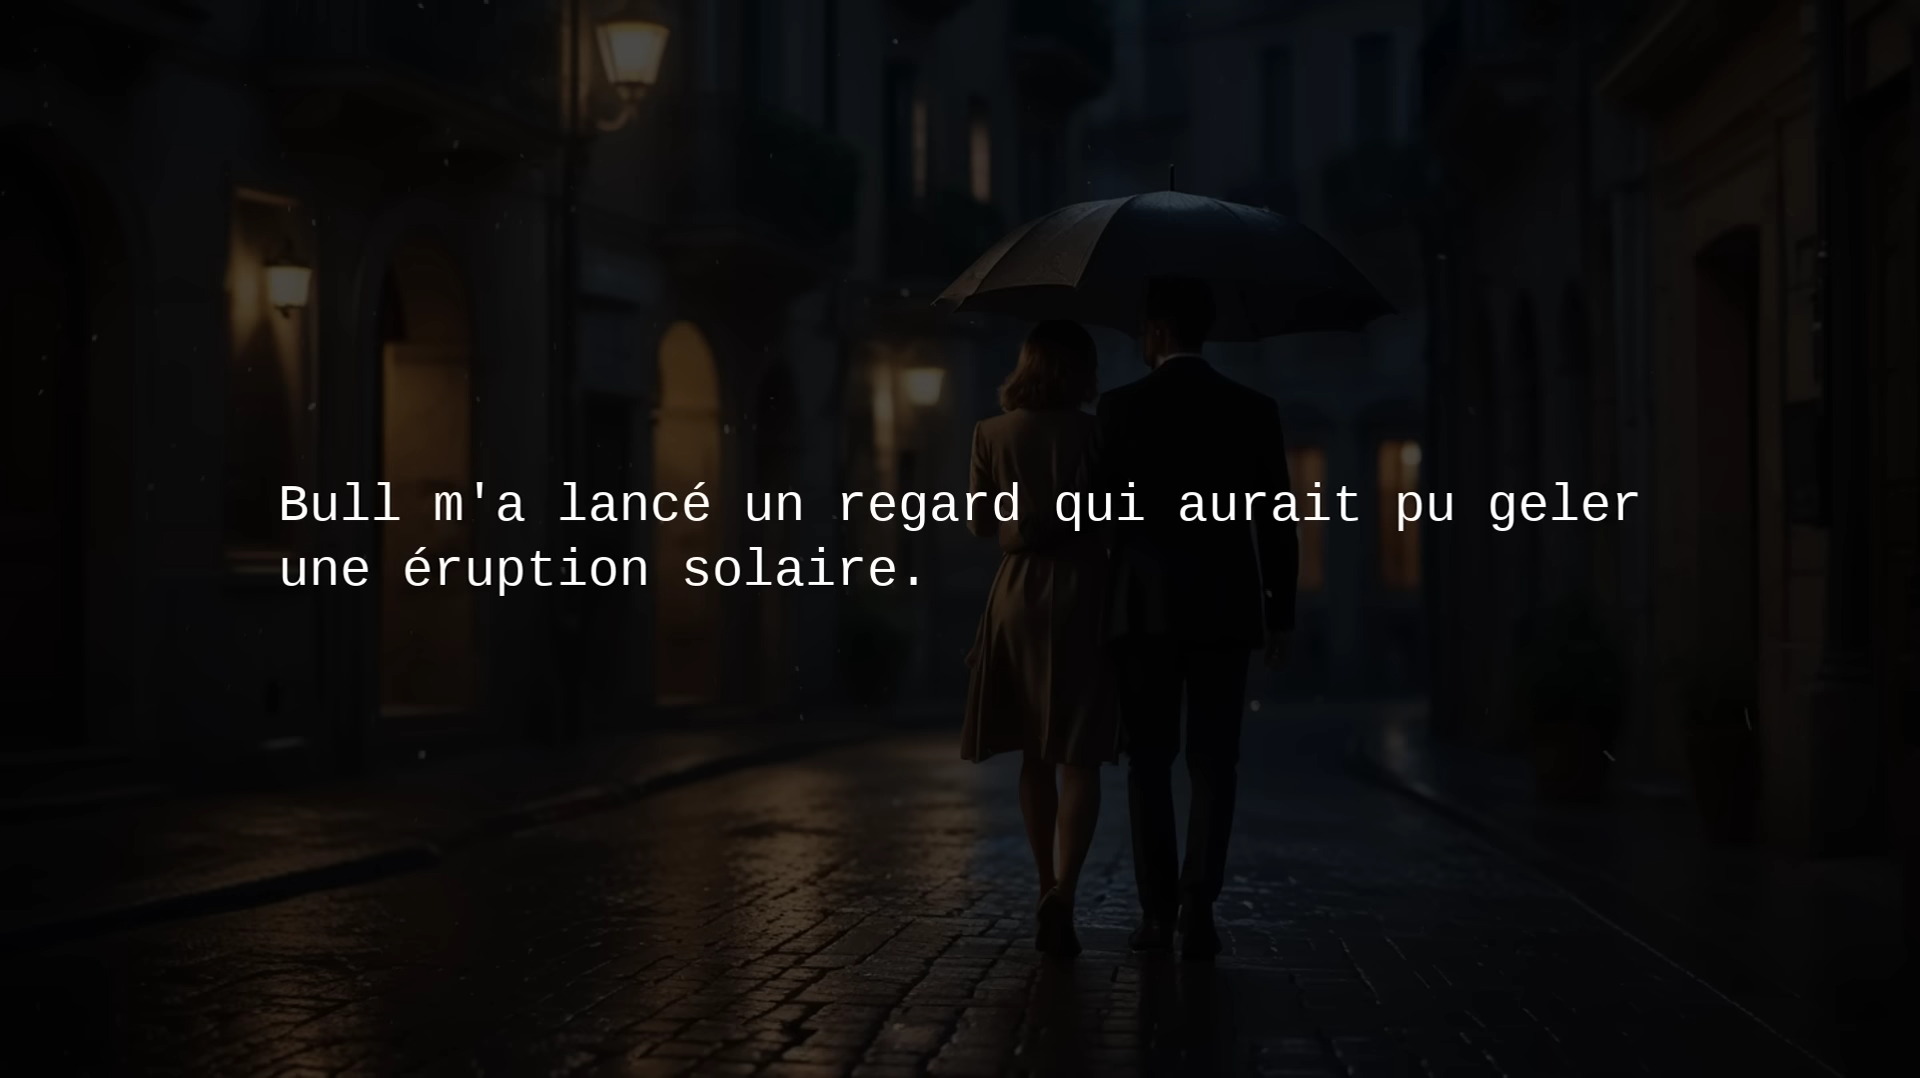 Bull m'a lancé un regard qui aurait pu geler
une éruption solaire.